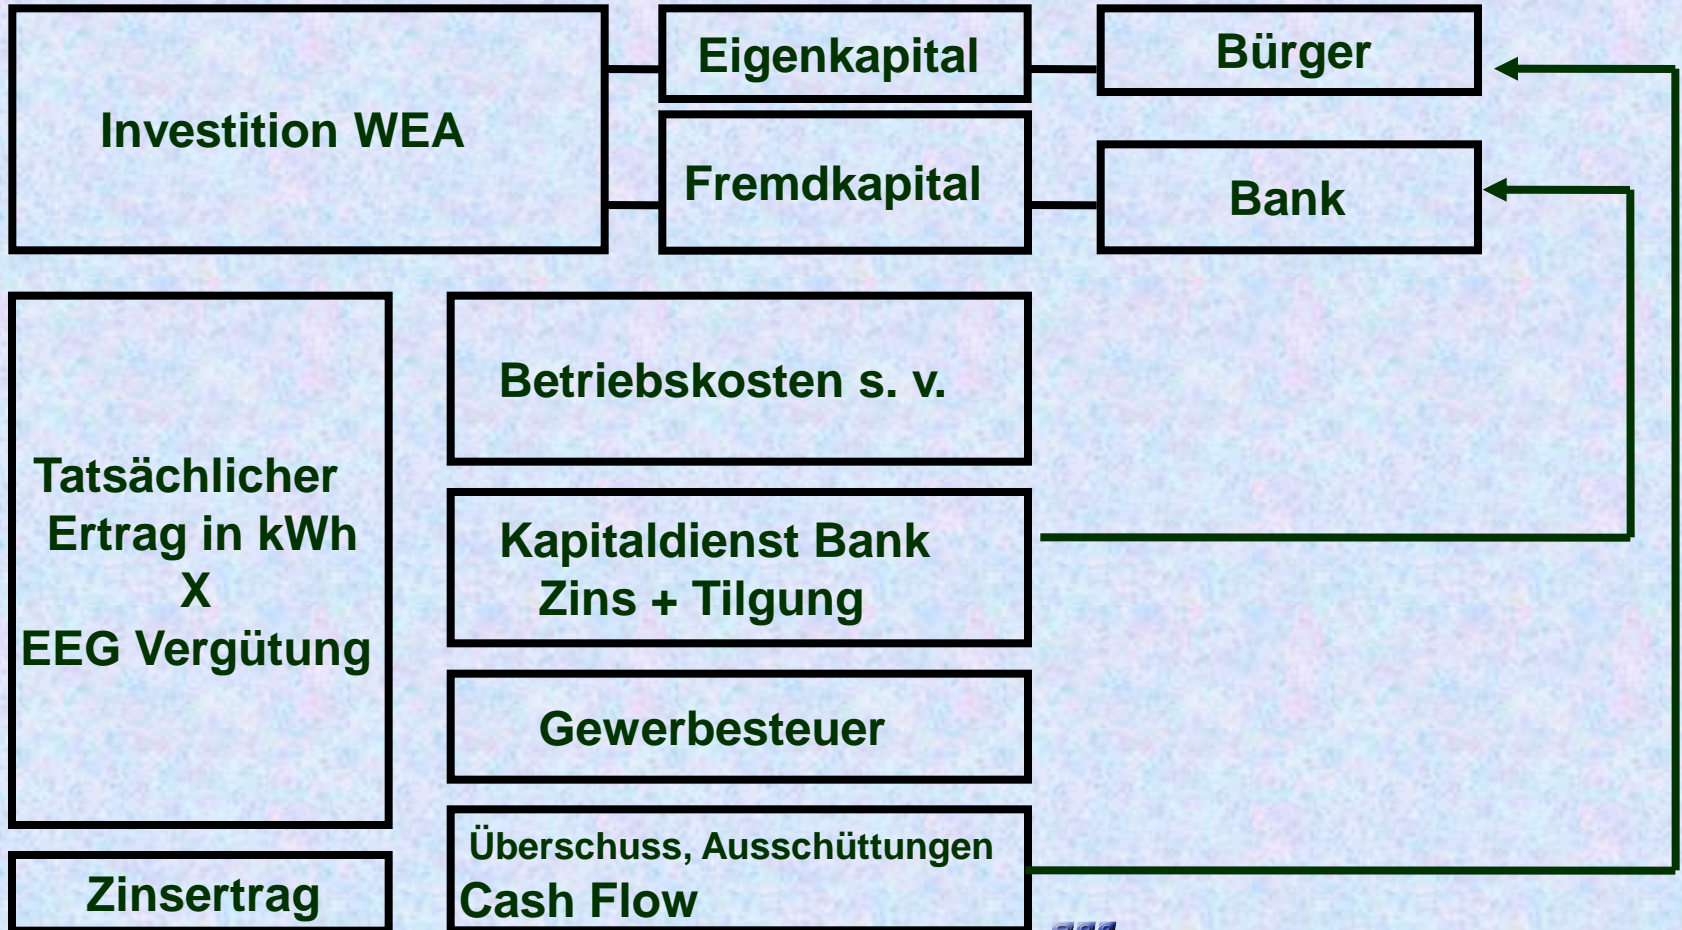 Investition WEA
Eigenkapital
Bürger
Fremdkapital
Bank
Tatsächlicher
Ertrag in kWh
X
EEG Vergütung
Zinsertrag
Betriebskosten s. v.
Kapitaldienst Bank
Zins + Tilgung
Gewerbesteuer
Überschuss, Ausschüttungen
Cash Flow